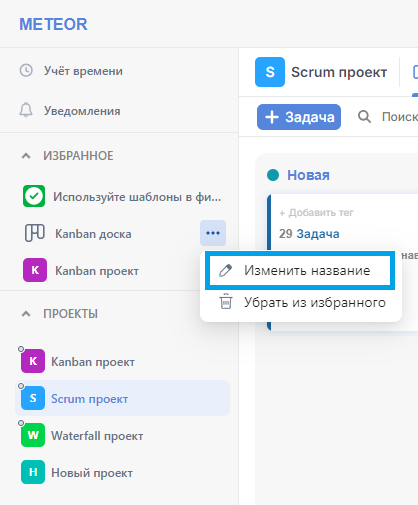 METEOR
Учёт времени
Уведомления
ИЗБРАННОЕ
Используйте шаблоны в фи...
Kanban доска
K Kanban проект
ПРОЕКТЫ
K Kanban проект
S Scrum проект
W Waterfall проект
Н Новый проект
S Scrum проект
+ Задача
Поиск
Новая
+ Добавить тег
29 Задача
Изменить название
Убрать из избранного